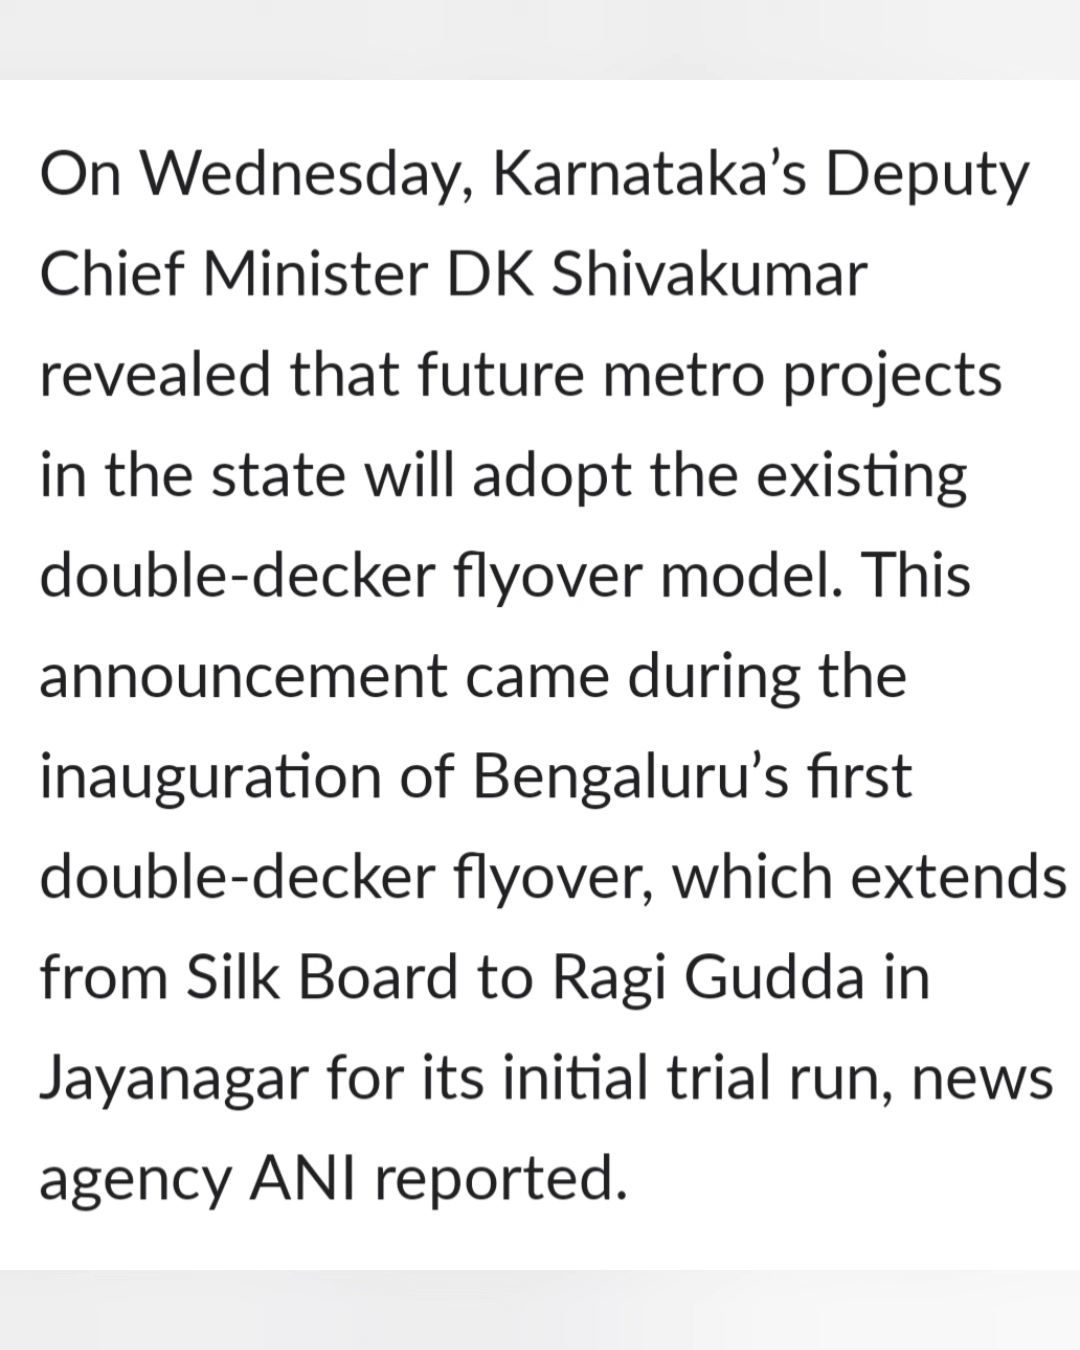 On Wednesday, Karnataka’s Deputy
Chief Minister DK Shivakumar
revealed that future metro projects
in the state will adopt the existing
double-decker flyover model. This
announcement came during the
inauguration of Bengaluru’s first
double-decker flyover, which extends
from Silk Board to Ragi Gudda in
Jayanagar for its initial trial run, news
agency ANI reported.